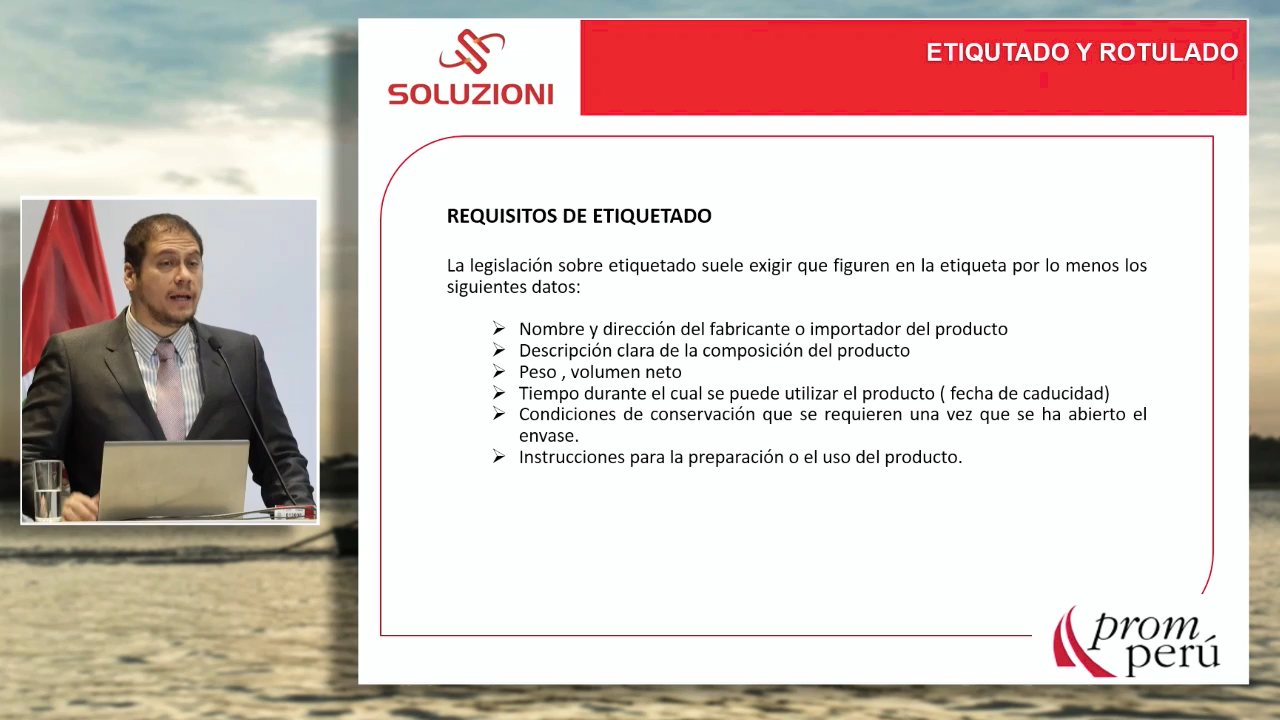 SOLUZIONI
ETIQUTADO Y ROTULADO
REQUISITOS DE ETIQUETADO
La legislación sobre etiquetado suele exigir que figuren en la etiqueta por lo menos los
siguientes datos:
➢ Nombre y dirección del fabricante o importador del producto
➢ Descripción clara de la composición del producto
➢ Peso , volumen neto
➢ Tiempo durante el cual se puede utilizar el producto ( fecha de caducidad)
➢ Condiciones de conservación que se requieren una vez que se ha abierto el
envase.
➢ Instrucciones para la preparación o el uso del producto.
prom
perú